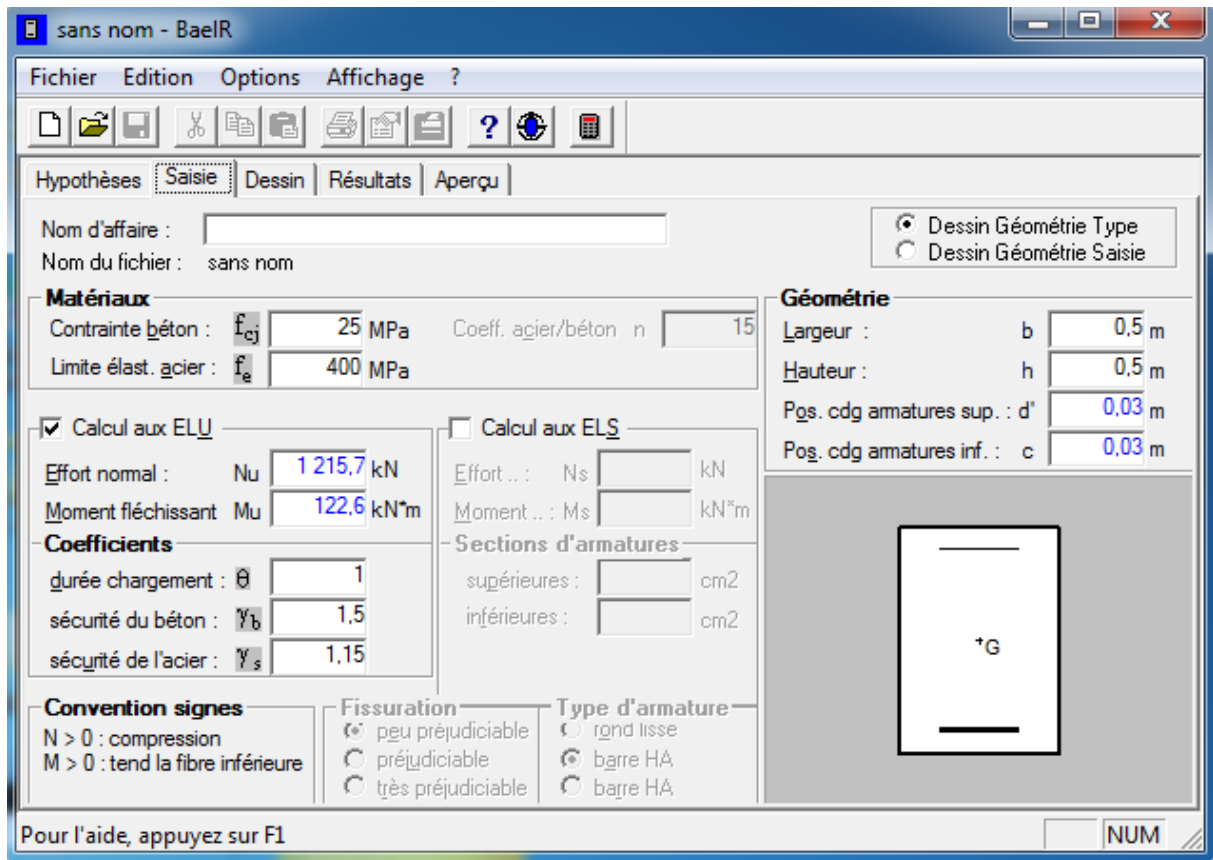 sans nom - BaelR
Fichier Edition Options Affichage ?
?
Hypothèses Saisie Dessin Résultats Aperçu
Nom d'affaire :
Nom du fichier : sans nom
Dessin Géométrie Type
Dessin Géométrie Saisie
Matériaux
Contrainte béton : fcj 25 MPa Coeff. acier/béton n 15
Limite élast. acier : fe 400 MPa
Géométrie
Largeur : b 0,5 m
Hauteur : h 0,5 m
Pos. cdg armatures sup. : d' 0,03 m
Pos. cdg armatures inf. : c 0,03 m
Calcul aux ELU
Effort normal : Nu 1 215,7 kN
Moment fléchissant Mu 122,6 kN*m
Calcul aux ELS
Effort .. : Ns kN
Moment .. : Ms kN*m
Coefficients
durée chargement : θ 1
sécurité du béton : γb 1,5
sécurité de l'acier : γs 1,15
Sections d'armatures
supérieures : cm2
inférieures : cm2
+G
Convention signes
N > 0 : compression
M > 0 : tend la fibre inférieure
Fissuration
peu préjudiciable
préjudiciable
très préjudiciable
Type d'armature
rond lisse
barre HA
barre HA
Pour l'aide, appuyez sur F1 NUM